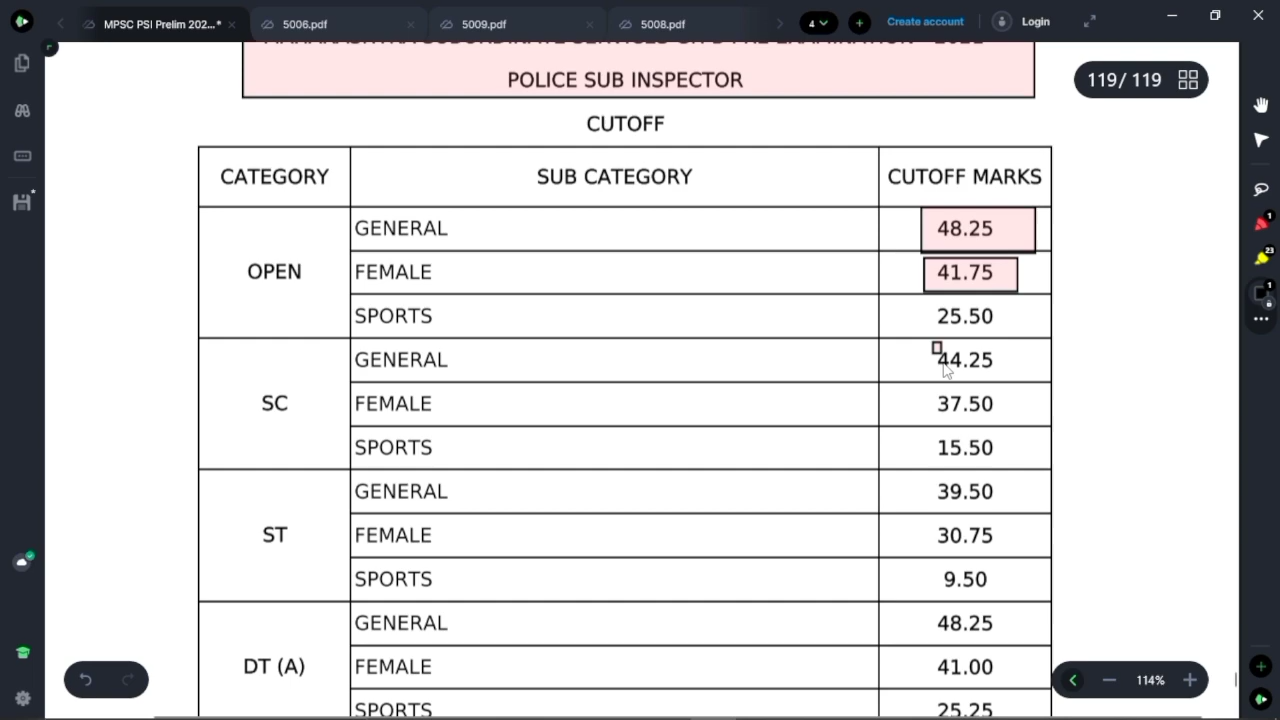 MPSC PSI Prelim 202...*
5006.pdf
5009.pdf
5008.pdf
4
Create account
Login
POLICE SUB INSPECTOR
119/ 119
CUTOFF
CATEGORY SUB CATEGORY CUTOFF MARKS
OPEN
GENERAL 48.25
FEMALE 41.75
SPORTS 25.50
SC
GENERAL 44.25
FEMALE 37.50
SPORTS 15.50
ST
GENERAL 39.50
FEMALE 30.75
SPORTS 9.50
DT (A)
GENERAL 48.25
FEMALE 41.00
SPORTS 25.25
1
23
1
114%